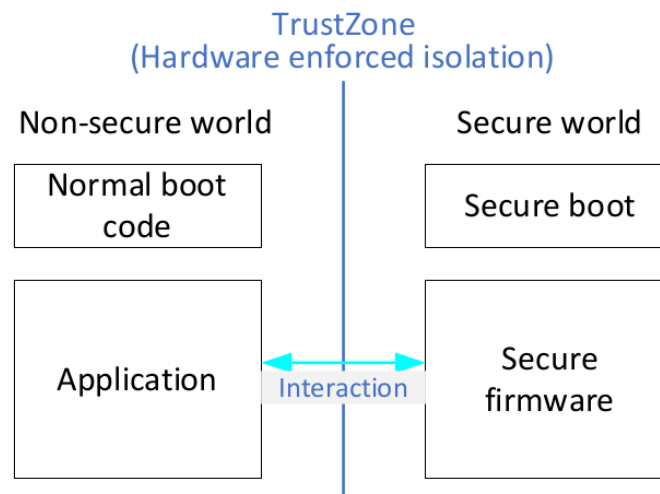 TrustZone
(Hardware enforced isolation)
Non-secure world
Secure world
Normal boot
code
Secure boot
Application
Interaction
Secure
firmware